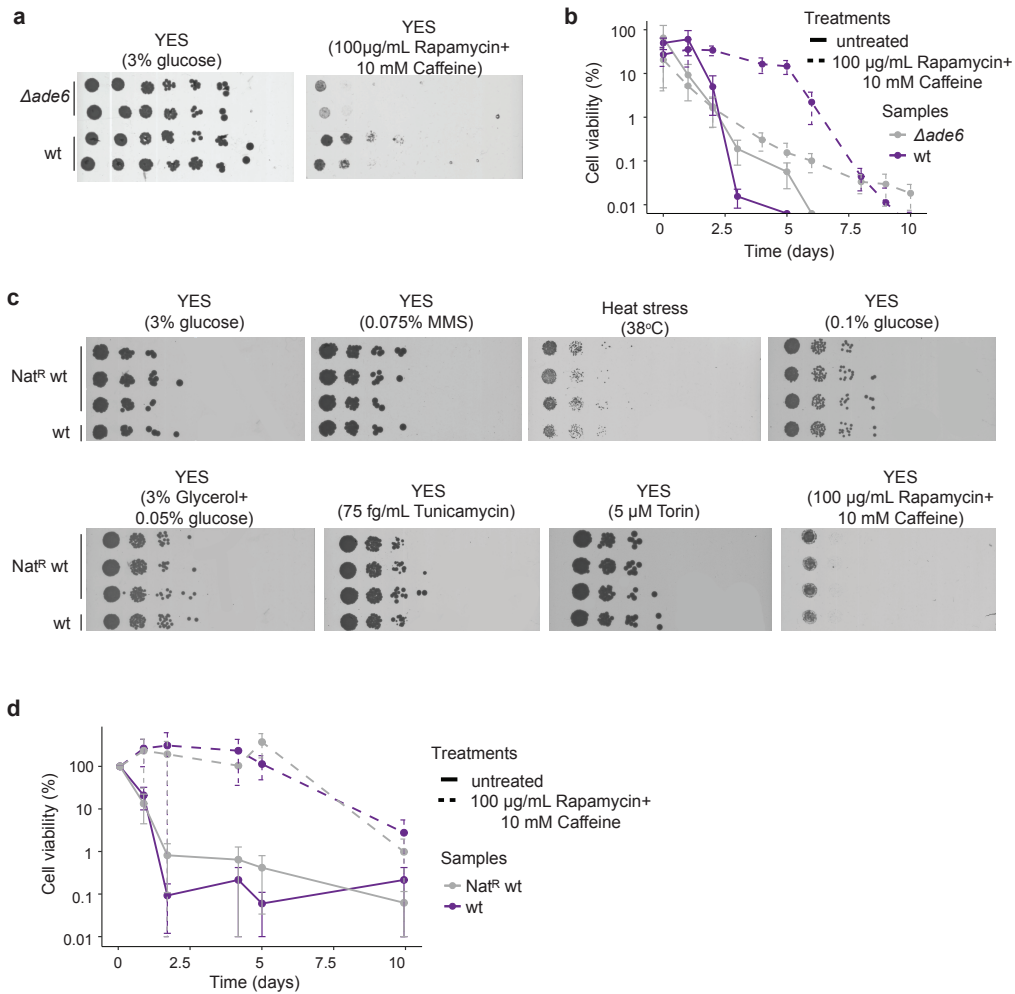 a
YES
(3% glucose)
YES
(100µg/mL Rapamycin+
10 mM Caffeine)
Δade6
wt
b
Cell viability (%)
100
10
1
0.1
0.01
0
2.5
5
7.5
10
Time (days)
Treatments
untreated
100 µg/mL Rapamycin+
10 mM Caffeine
Samples
Δade6
wt
c
YES
(3% glucose)
YES
(0.075% MMS)
Heat stress
(38ºC)
YES
(0.1% glucose)
Natᴿ wt
wt
YES
(3% Glycerol+
0.05% glucose)
YES
(75 fg/mL Tunicamycin)
YES
(5 µM Torin)
YES
(100 µg/mL Rapamycin+
10 mM Caffeine)
Natᴿ wt
wt
d
Cell viability (%)
100
10
1
0.1
0.01
0
2.5
5
7.5
10
Time (days)
Treatments
untreated
100 µg/mL Rapamycin+
10 mM Caffeine
Samples
Natᴿ wt
wt